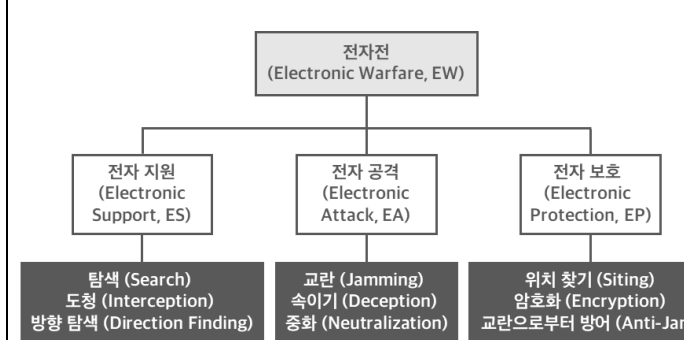 전자전
(Electronic Warfare, EW)
전자 지원
(Electronic
Support, ES)
전자 공격
(Electronic
Attack, EA)
전자 보호
(Electronic
Protection, EP)
탐색 (Search)
도청 (Interception)
방향 탐색 (Direction Finding)
교란 (Jamming)
속이기 (Deception)
중화 (Neutralization)
위치 찾기 (Siting)
암호화 (Encryption)
교란으로부터 방어 (Anti-Jam